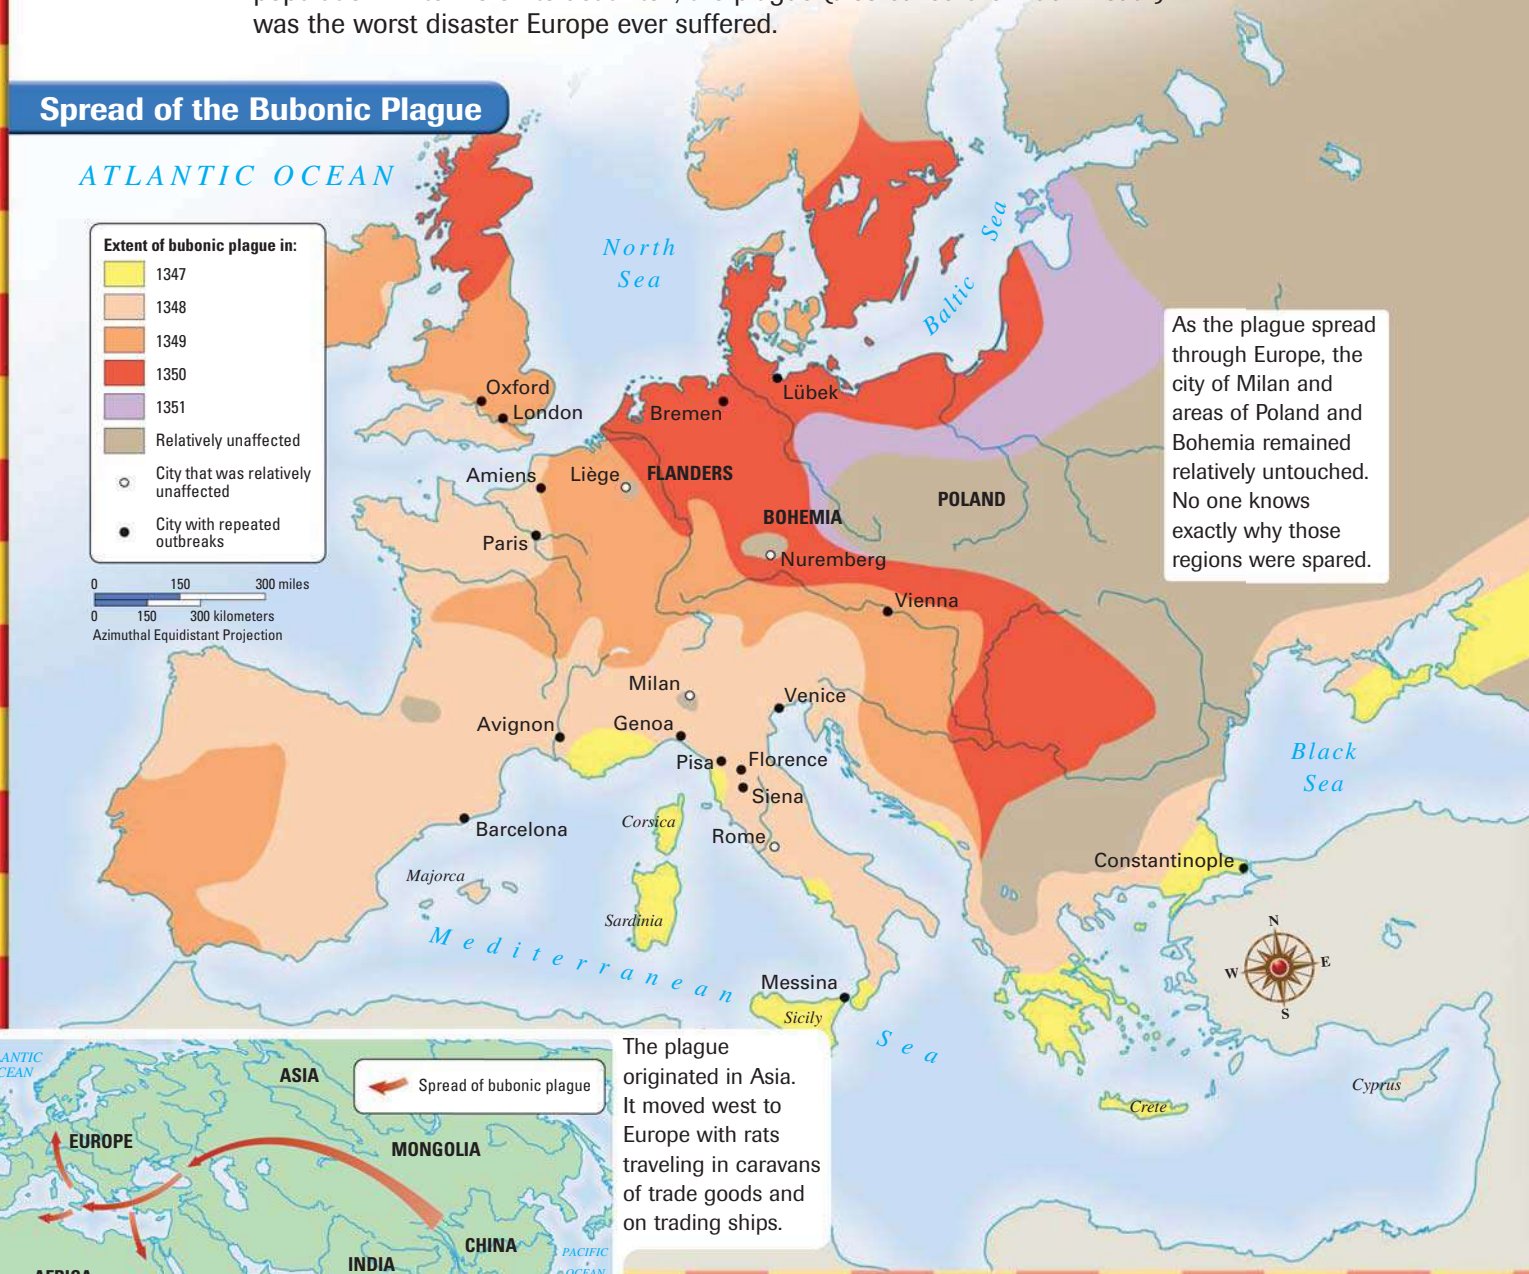 was the worst disaster Europe ever suffered.
Spread of the Bubonic Plague
ATLANTIC OCEAN
Extent of bubonic plague in:
1347
1348
1349
1350
1351
Relatively unaffected
City that was relatively
unaffected
City with repeated
outbreaks
0 150 300 miles
0 150 300 kilometers
Azimuthal Equidistant Projection
North
Sea
Baltic Sea
Oxford
London
Bremen
Lübek
Amiens
Liège
FLANDERS
Paris
BOHEMIA
POLAND
Nuremberg
Vienna
As the plague spread
through Europe, the
city of Milan and
areas of Poland and
Bohemia remained
relatively untouched.
No one knows
exactly why those
regions were spared.
Milan
Venice
Avignon
Genoa
Pisa
Florence
Siena
Black
Sea
Barcelona
Corsica
Rome
Majorca
Sardinia
Constantinople
Mediterranean Sea
Messina
Sicily
Crete
Cyprus
N
W E
S
The plague
originated in Asia.
It moved west to
Europe with rats
traveling in caravans
of trade goods and
on trading ships.
ASIA
Spread of bubonic plague
EUROPE
MONGOLIA
CHINA
INDIA
PACIFIC